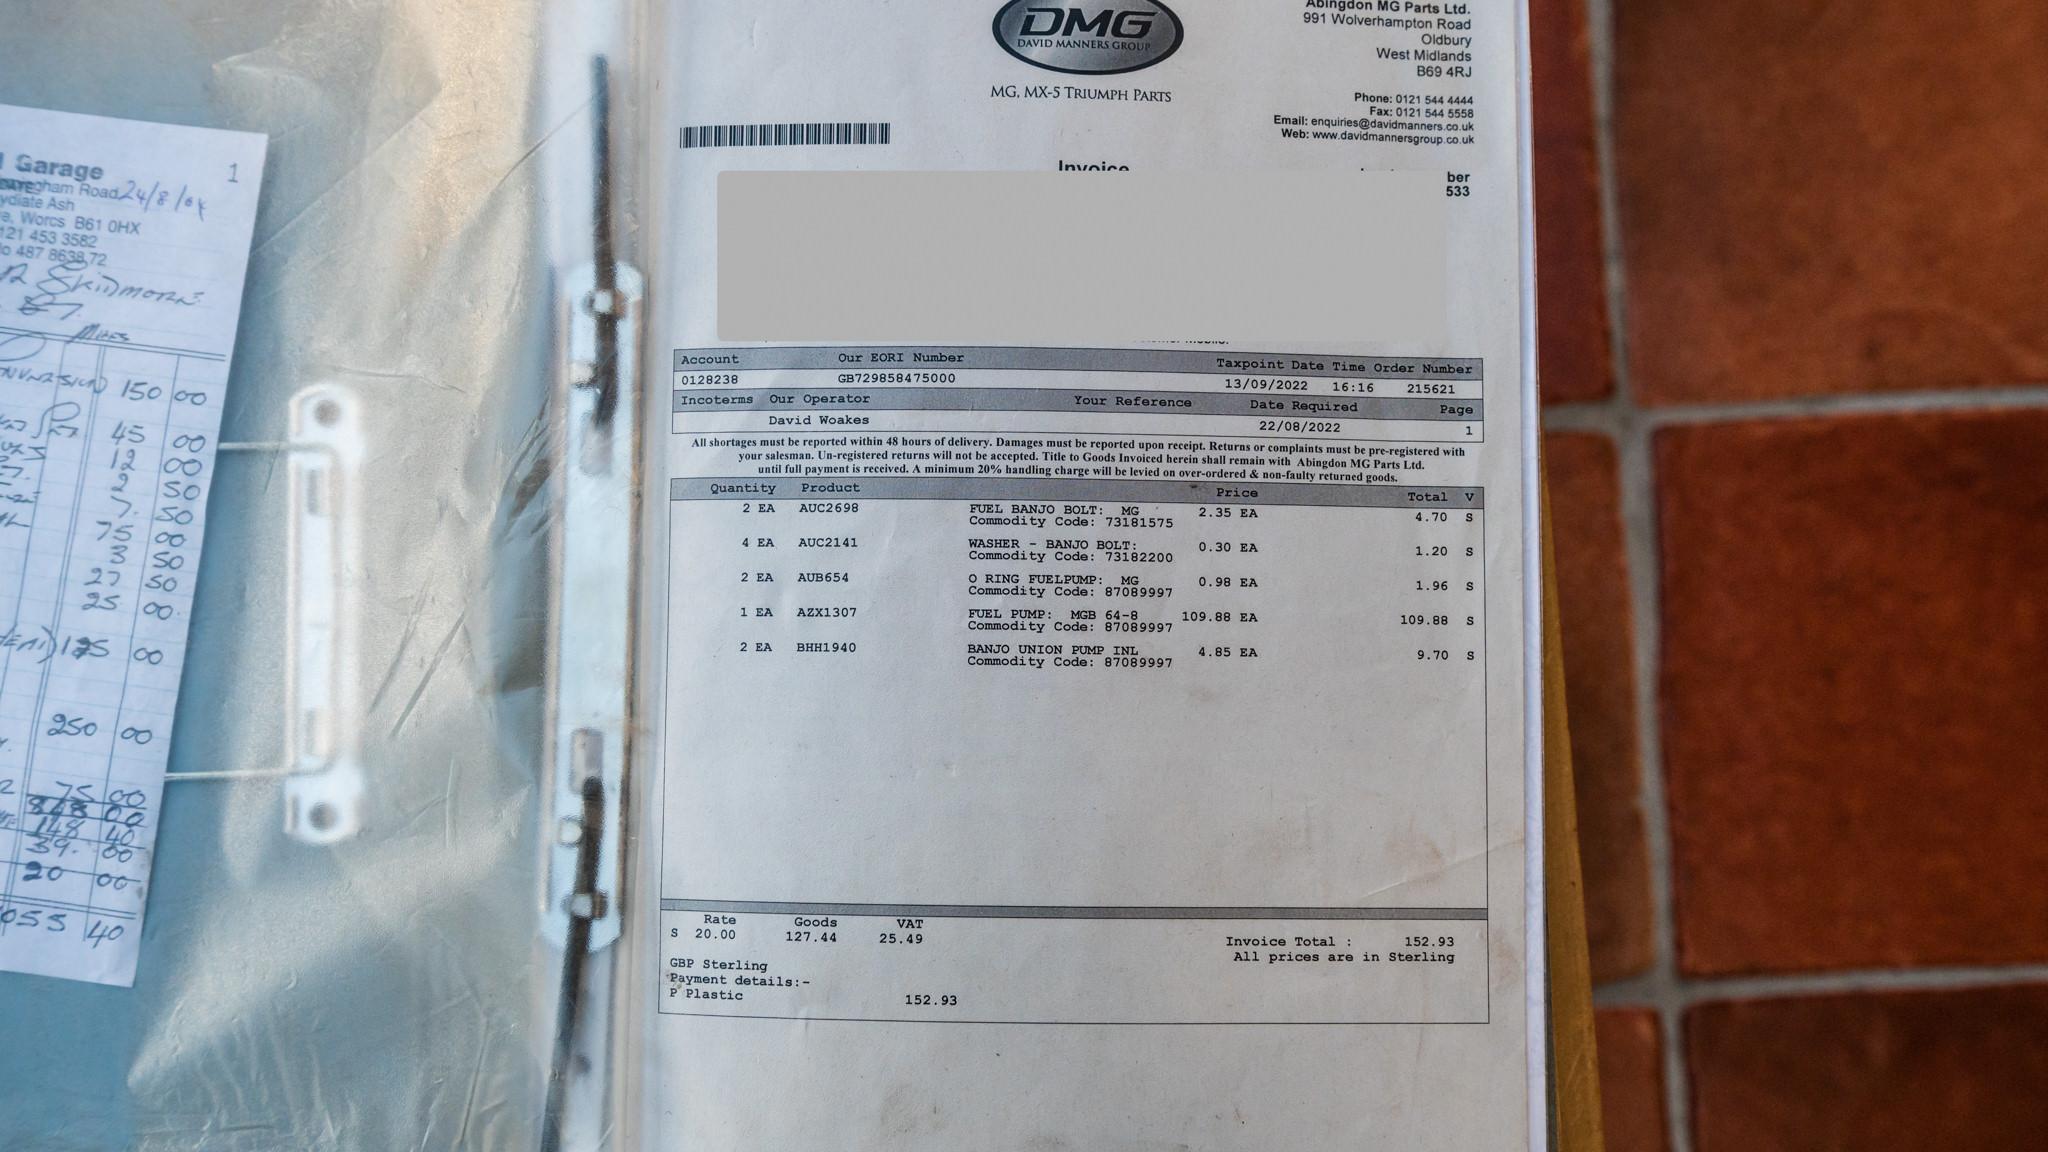 Garage
1
Road 24/8/04
Ash
Worcs B61 0HX
121 453 3582
487 8638 72
Skidmore
Miles
150 00
45 00
12 00
2 50
7. 50
75 00
3 50
27 50
25 00.
00
250 00
75 00
148 40
39. 00
20 00
40
DMG
DAVID MANNERS GROUP
MG, MX-5 TRIUMPH PARTS
Abingdon MG Parts Ltd.
991 Wolverhampton Road
Oldbury
West Midlands
B69 4RJ
Phone: 0121 544 4444
Fax: 0121 544 5558
Email: enquiries@davidmanners.co.uk
Web: www.davidmannersgroup.co.uk
Invoice
ber
533
Account Our EORI Number Taxpoint Date Time Order Number
0128238 GB729858475000 13/09/2022 16:16 215621
Incoterms Our Operator Your Reference Date Required Page
David Woakes 22/08/2022 1
All shortages must be reported within 48 hours of delivery. Damages must be reported upon receipt. Returns or complaints must be pre-registered with
your salesman. Un-registered returns will not be accepted. Title to Goods Invoiced herein shall remain with Abingdon MG Parts Ltd.
until full payment is received. A minimum 20% handling charge will be levied on over-ordered & non-faulty returned goods.
Quantity Product Price Total V
2 EA AUC2698 FUEL BANJO BOLT: MG 2.35 EA 4.70 S
Commodity Code: 73181575
4 EA AUC2141 WASHER - BANJO BOLT: 0.30 EA 1.20 S
Commodity Code: 73182200
2 EA AUB654 O RING FUELPUMP: MG 0.98 EA 1.96 S
Commodity Code: 87089997
1 EA AZX1307 FUEL PUMP: MGB 64-8 109.88 EA 109.88 S
Commodity Code: 87089997
2 EA BHH1940 BANJO UNION PUMP INL 4.85 EA 9.70 S
Commodity Code: 87089997
Rate Goods VAT
S 20.00 127.44 25.49 Invoice Total : 152.93
All prices are in Sterling
GBP Sterling
Payment details:-
P Plastic 152.93